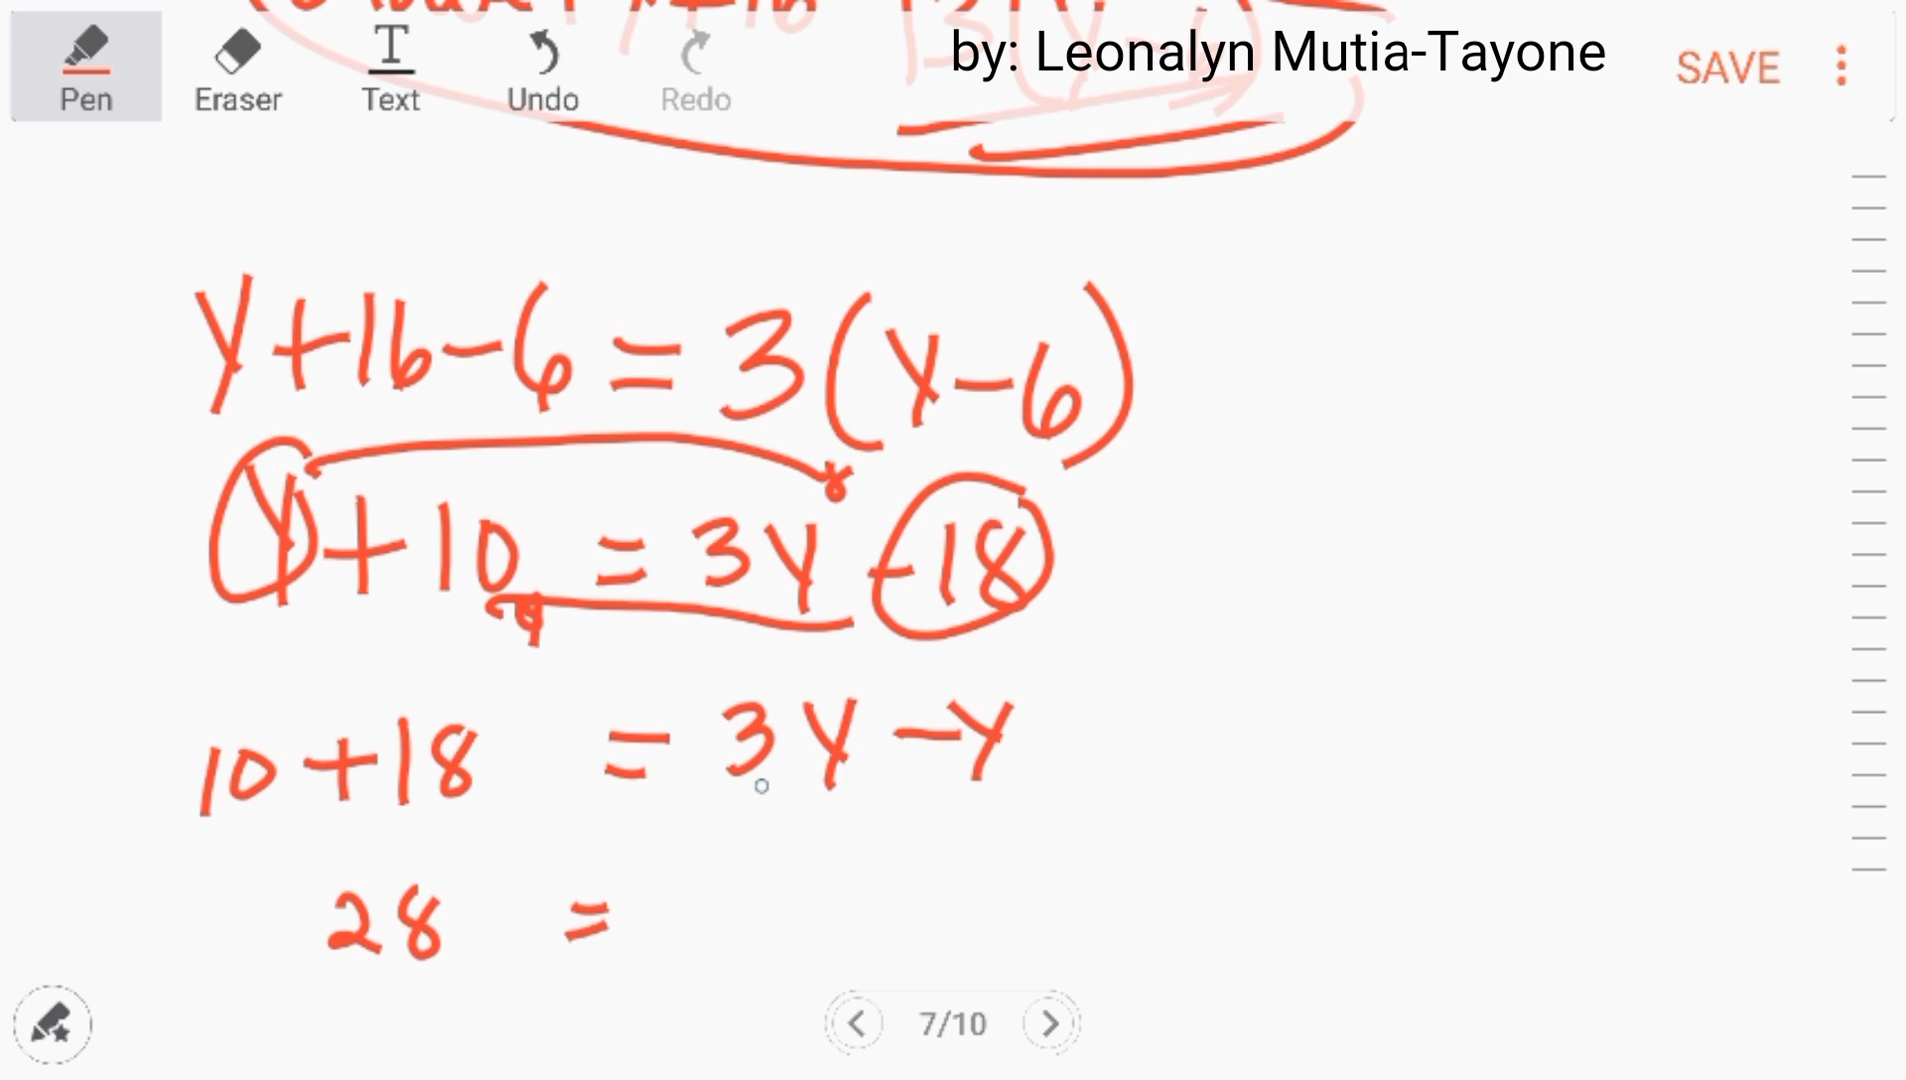 by: Leonalyn Mutia-Tayone
Pen
Eraser
Text
Undo
Redo
SAVE
y+16-6=3(y-6)
y+10 = 3y-18
10+18 = 3y-y
28 =
7/10